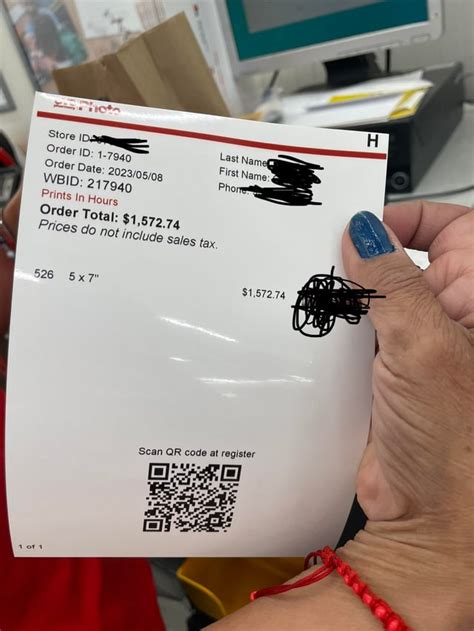 Photo
H
Store ID:
Order ID: 1-7940
Order Date: 2023/05/08
WBID: 217940
Prints In Hours
Order Total: $1,572.74
Prices do not include sales tax.
Last Name:
First Name:
Phone:
526 5 x 7" $1,572.74
Scan QR code at register
1 of 1